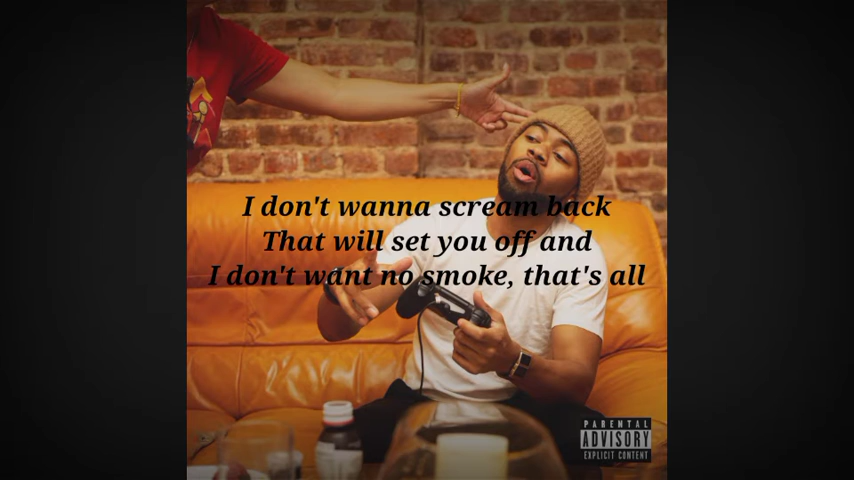 I don't wanna scream back
That will set you off and
I don't want no smoke, that's all
PARENTAL
ADVISORY
EXPLICIT CONTENT